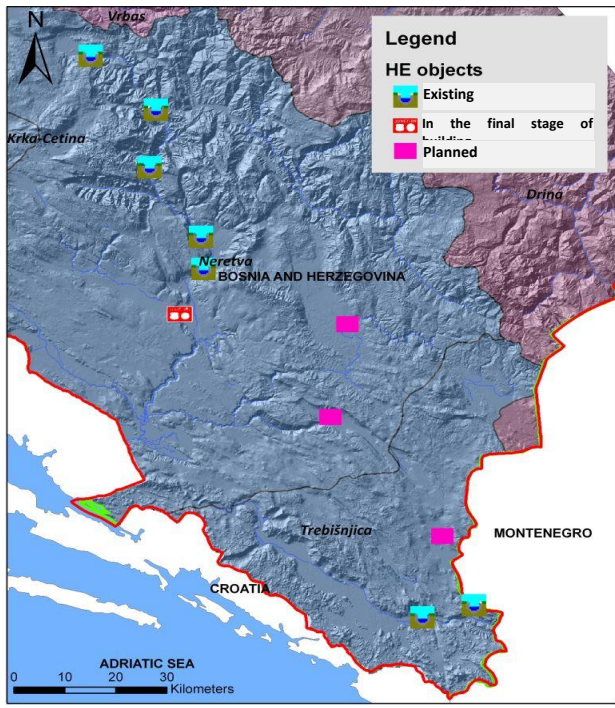 Vrbas
N
Legend
HE objects
Existing
In the final stage of
building
Planned
Krka-Cetina
Drina
Neretva
BOSNIA AND HERZEGOVINA
Trebišnjica
MONTENEGRO
CROATIA
ADRIATIC SEA
0 10 20 30
Kilometers